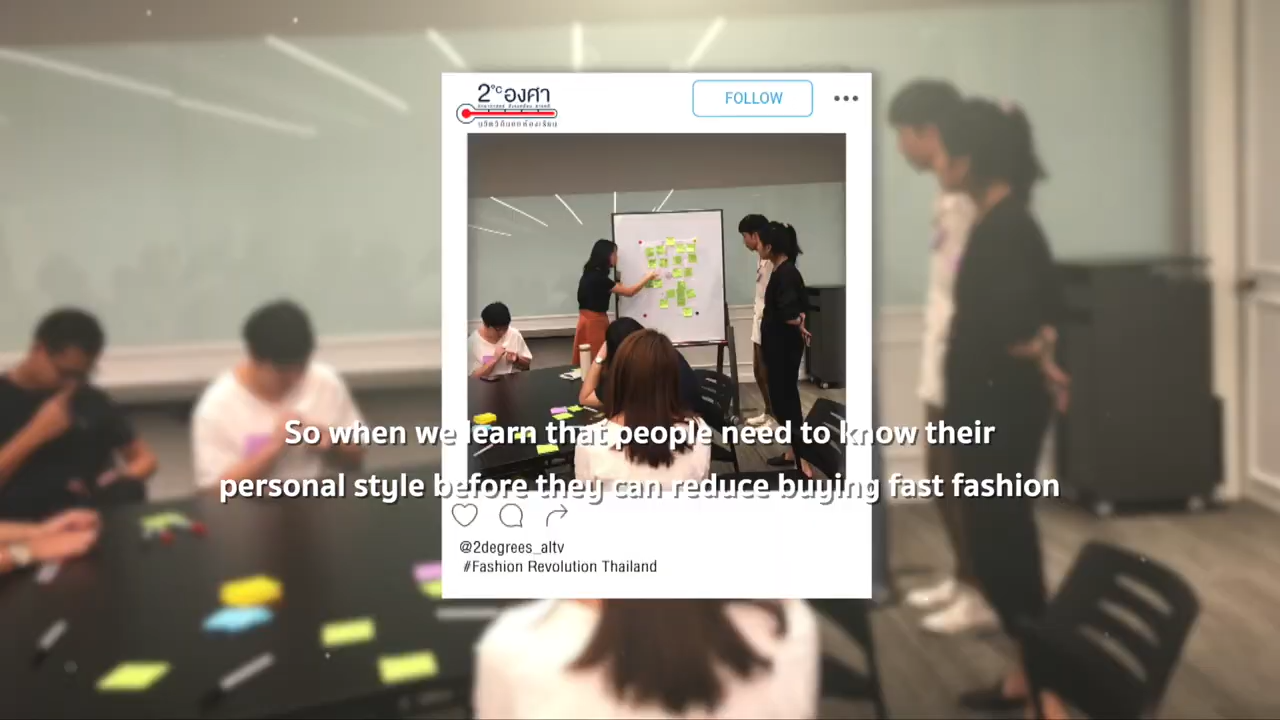 2°C องศา
FOLLOW
So when we learn that people need to know their
personal style before they can reduce buying fast fashion
@2degrees_altv
#Fashion Revolution Thailand